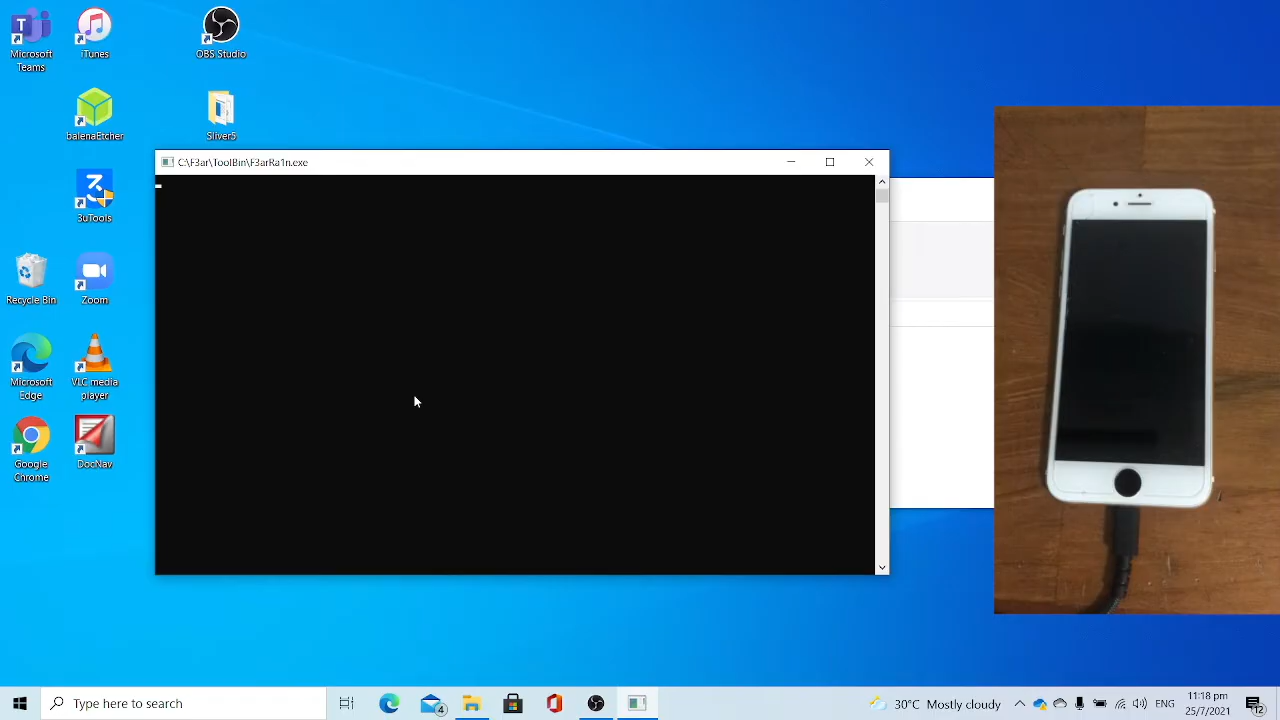 Microsoft
Teams
iTunes
OBS Studio
balenaEtcher
Sliver5
3uTools
Recycle Bin
Zoom
Microsoft
Edge
VLC media
player
Google
Chrome
DocNav
C:\F3ar\ToolBin\F3arRa1n.exe
Type here to search
4
30°C Mostly cloudy
ENG
11:18 pm
25/7/2021
12